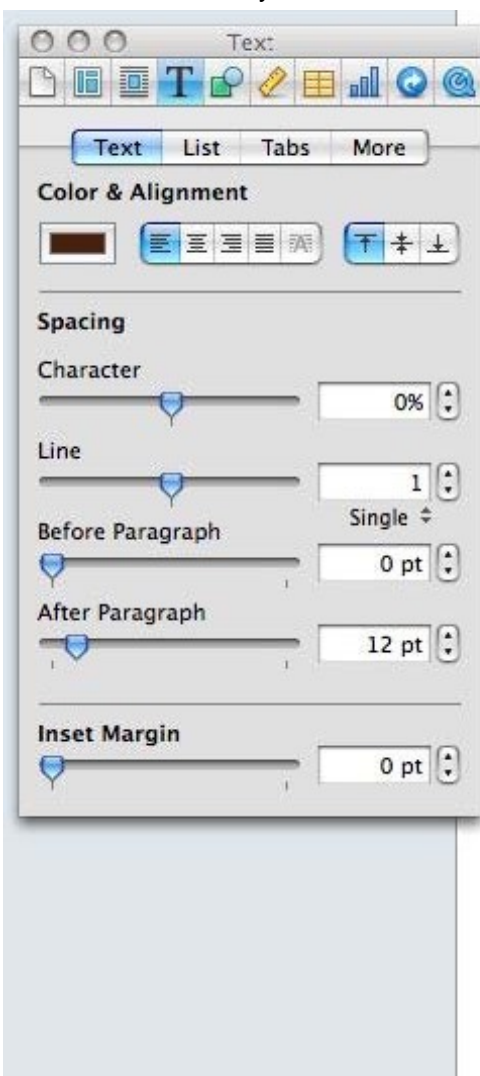 Text
T
Text List Tabs More
Color & Alignment
A
Spacing
Character
0%
Line
1
Single
Before Paragraph
0 pt
After Paragraph
12 pt
Inset Margin
0 pt